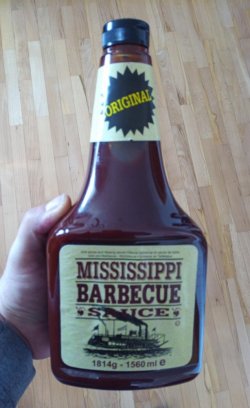 ORIGINAL
MISSISSIPPI
BARBECUE
SAUCE
1814g - 1560 ml e